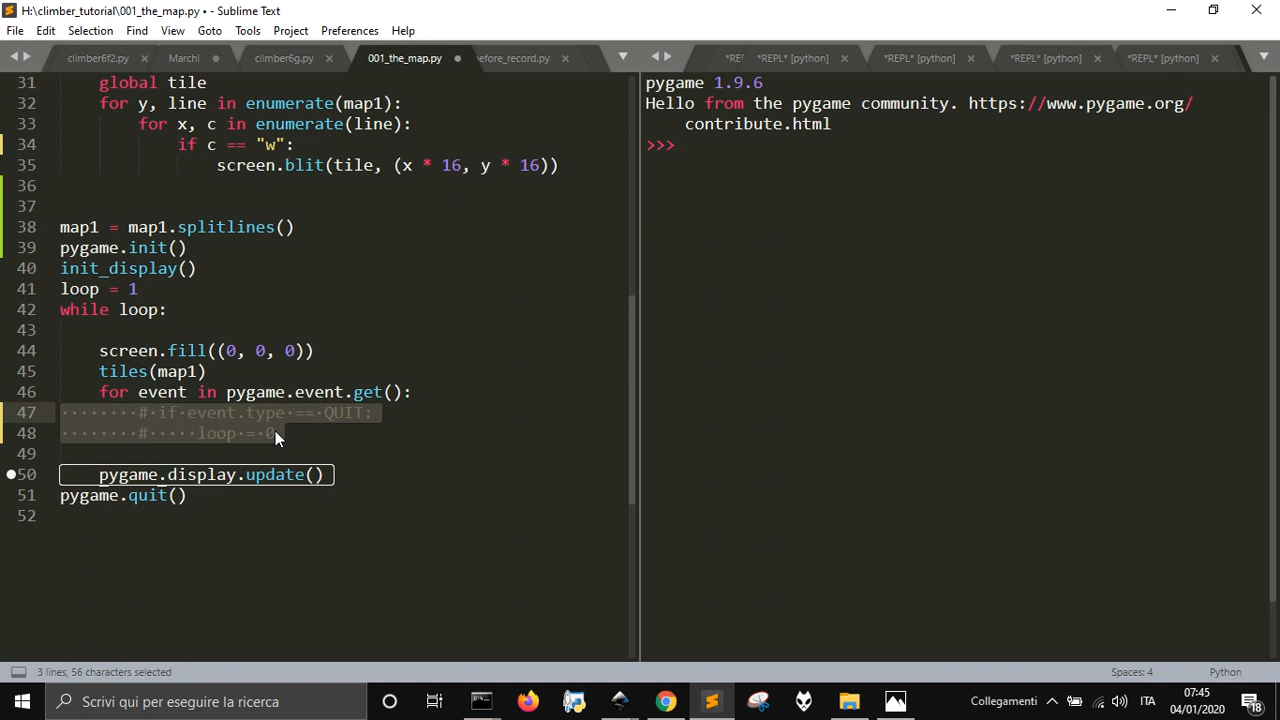 H:\climber_tutorial\001_the_map.py • - Sublime Text
File Edit Selection Find View Goto Tools Project Preferences Help
climber6f2.py Marchi climber6g.py 001_the_map.py efore_record.py *REF *REPL* [python] *REPL* [python] *REPL* [python] *REPL* [python]
31 global tile
32 for y, line in enumerate(map1):
33 for x, c in enumerate(line):
34 if c == "w":
35 screen.blit(tile, (x * 16, y * 16))
36
37
38 map1 = map1.splitlines()
39 pygame.init()
40 init_display()
41 loop = 1
42 while loop:
43
44 screen.fill((0, 0, 0))
45 tiles(map1)
46 for event in pygame.event.get():
47 # if event.type == QUIT:
48 # loop = 0
49
50 pygame.display.update()
51 pygame.quit()
52
pygame 1.9.6
Hello from the pygame community. https://www.pygame.org/
contribute.html
>>>
3 lines, 56 characters selected
Spaces: 4 Python
Scrivi qui per eseguire la ricerca
Collegamenti ITA
07:45
04/01/2020
18